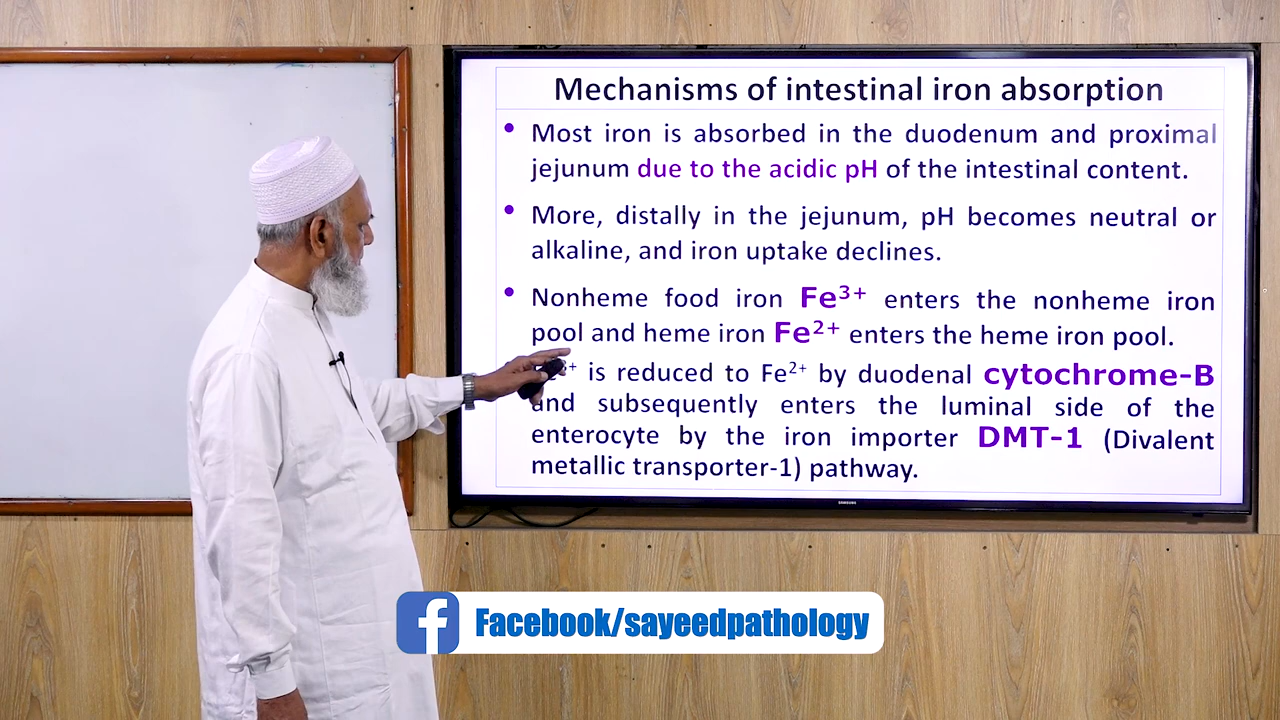 Mechanisms of intestinal iron absorption
• Most iron is absorbed in the duodenum and proximal
jejunum due to the acidic pH of the intestinal content.
• More, distally in the jejunum, pH becomes neutral or
alkaline, and iron uptake declines.
• Nonheme food iron Fe³⁺ enters the nonheme iron
pool and heme iron Fe²⁺ enters the heme iron pool.
is reduced to Fe²⁺ by duodenal cytochrome-B
and subsequently enters the luminal side of the
enterocyte by the iron importer DMT-1 (Divalent
metallic transporter-1) pathway.
SAMSUNG
f Facebook/sayeedpathology